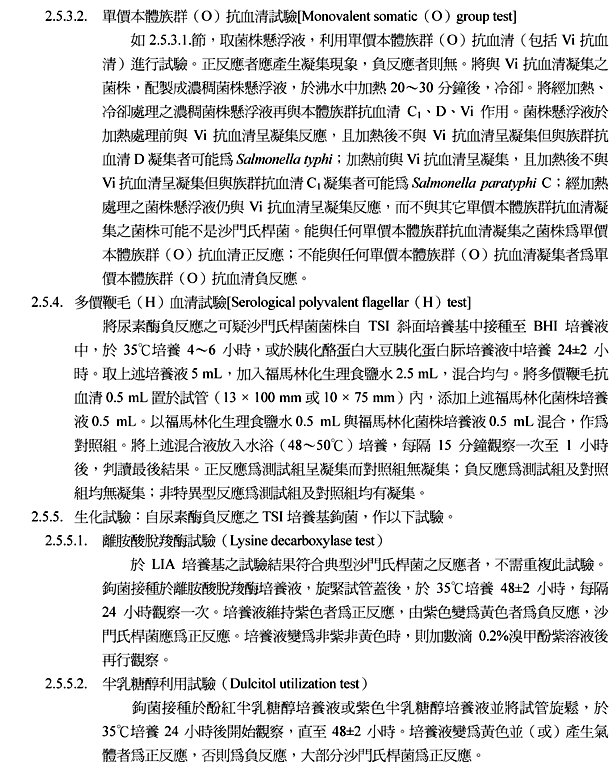 2.5.3.2. 單價本體族群（O）抗血清試驗[Monovalent somatic（O）group test]
如 2.5.3.1.節，取菌株懸浮液，利用單價本體族群（O）抗血清（包括 Vi 抗血
清）進行試驗。正反應者應產生凝集現象，負反應者則無。將與 Vi 抗血清凝集之
菌株，配製成濃稠菌株懸浮液，於沸水中加熱 20～30 分鐘後，冷卻。將經加熱、
冷卻處理之濃稠菌株懸浮液再與本體族群抗血清 C₁、D、Vi 作用。菌株懸浮液於
加熱處理前與 Vi 抗血清呈凝集反應，且加熱後不與 Vi 抗血清呈凝集但與族群抗
血清 D 凝集者可能爲 Salmonella typhi；加熱前與 Vi 抗血清呈凝集，且加熱後不與
Vi 抗血清呈凝集但與族群抗血清 C₁凝集者可能爲 Salmonella paratyphi C；經加熱
處理之菌株懸浮液仍與 Vi 抗血清呈凝集反應，而不與其它單價本體族群抗血清凝
集之菌株可能不是沙門氏桿菌。能與任何單價本體族群抗血清凝集之菌株爲單價
本體族群（O）抗血清正反應；不能與任何單價本體族群（O）抗血清凝集者爲單
價本體族群（O）抗血清負反應。
2.5.4. 多價鞭毛（H）血清試驗[Serological polyvalent flagellar（H）test]
將尿素酶負反應之可疑沙門氏桿菌菌株自 TSI 斜面培養基中接種至 BHI 培養液
中，於 35℃培養 4～6 小時，或於胰化酪蛋白大豆胰化蛋白䏡培養液中培養 24±2 小
時。取上述培養液 5 mL，加入福馬林化生理食鹽水 2.5 mL，混合均勻。將多價鞭毛抗
血清 0.5 mL 置於試管（13 × 100 mm 或 10 × 75 mm）內，添加上述福馬林化菌株培養
液 0.5 mL。以福馬林化生理食鹽水 0.5 mL 與福馬林化菌株培養液 0.5 mL 混合，作爲
對照組。將上述混合液放入水浴（48～50℃）培養，每隔 15 分鐘觀察一次至 1 小時
後，判讀最後結果。正反應爲測試組呈凝集而對照組無凝集；負反應爲測試組及對照
組均無凝集；非特異型反應爲測試組及對照組均有凝集。
2.5.5. 生化試驗：自尿素酶負反應之 TSI 培養基鉤菌，作以下試驗。
2.5.5.1. 離胺酸脫羧酶試驗（Lysine decarboxylase test）
於 LIA 培養基之試驗結果符合典型沙門氏桿菌之反應者，不需重複此試驗。
鉤菌接種於離胺酸脫羧酶培養液，旋緊試管蓋後，於 35℃培養 48±2 小時，每隔
24 小時觀察一次。培養液維持紫色者爲正反應，由紫色變爲黃色者爲負反應，沙
門氏桿菌應爲正反應。培養液變爲非紫非黃色時，則加數滴 0.2%溴甲酚紫溶液後
再行觀察。
2.5.5.2. 半乳糖醇利用試驗（Dulcitol utilization test）
鉤菌接種於酚紅半乳糖醇培養液或紫色半乳糖醇培養液並將試管旋鬆，於
35℃培養 24 小時後開始觀察，直至 48±2 小時。培養液變爲黃色並（或）產生氣
體者爲正反應，否則爲負反應，大部分沙門氏桿菌爲正反應。